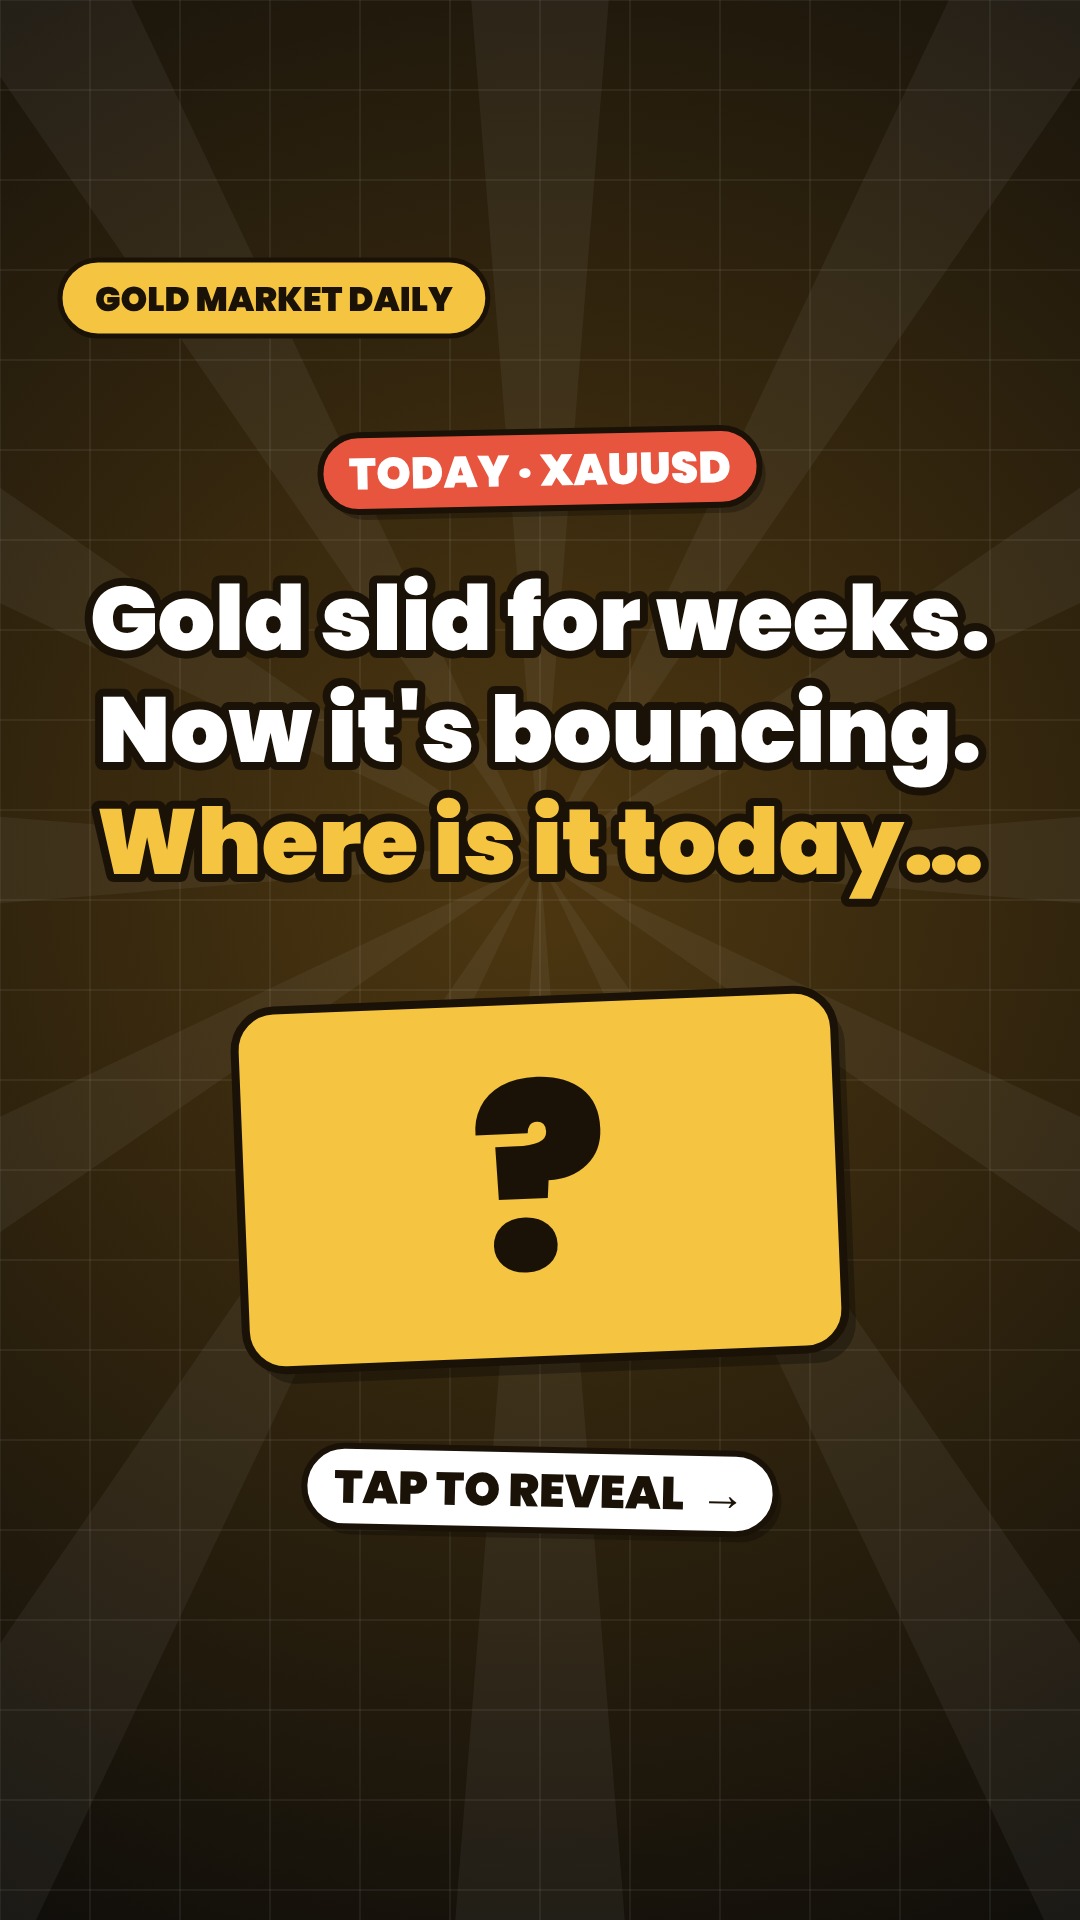 GOLD MARKET DAILY
TODAY · XAUUSD
Gold slid for weeks.
Now it's bouncing.
Where is it today...
?
TAP TO REVEAL →